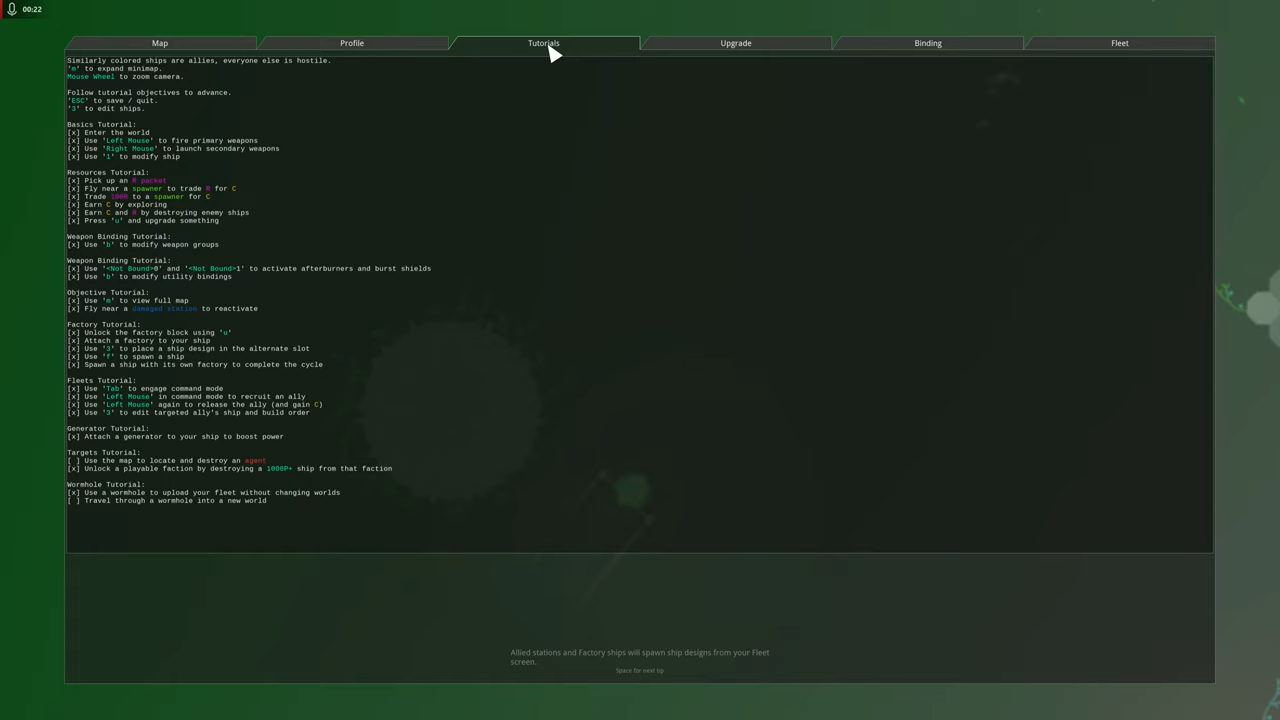 00:22
Map
Profile
Tutorials
Upgrade
Binding
Fleet
Similarly colored ships are allies, everyone else is hostile.
'm' to expand minimap.
Mouse Wheel to zoom camera.
Follow tutorial objectives to advance.
'ESC' to save / quit.
'3' to edit ships.
Basics Tutorial:
[x] Enter the world
[x] Use 'Left Mouse' to fire primary weapons
[x] Use 'Right Mouse' to launch secondary weapons
[x] Use '1' to modify ship
Resources Tutorial:
[x] Pick up an R packet
[x] Fly near a spawner to trade R for C
[x] Trade 100R to a spawner for C
[x] Earn C by exploring
[x] Earn C and R by destroying enemy ships
[x] Press 'u' and upgrade something
Weapon Binding Tutorial:
[x] Use 'b' to modify weapon groups
Weapon Binding Tutorial:
[x] Use '<Not Bound>0' and '<Not Bound>1' to activate afterburners and burst shields
[x] Use 'b' to modify utility bindings
Objective Tutorial:
[x] Use 'm' to view full map
[x] Fly near a damaged station to reactivate
Factory Tutorial:
[x] Unlock the factory block using 'u'
[x] Attach a factory to your ship
[x] Use '3' to place a ship design in the alternate slot
[x] Use 'f' to spawn a ship
[x] Spawn a ship with its own factory to complete the cycle
Fleets Tutorial:
[x] Use 'Tab' to engage command mode
[x] Use 'Left Mouse' in command mode to recruit an ally
[x] Use 'Left Mouse' again to release the ally (and gain C)
[x] Use '3' to edit targeted ally's ship and build order
Generator Tutorial:
[x] Attach a generator to your ship to boost power
Targets Tutorial:
[ ] Use the map to locate and destroy an agent
[x] Unlock a playable faction by destroying a 1000P+ ship from that faction
Wormhole Tutorial:
[x] Use a wormhole to upload your fleet without changing worlds
[ ] Travel through a wormhole into a new world
Allied stations and Factory ships will spawn ship designs from your Fleet
screen.
Space for next tip